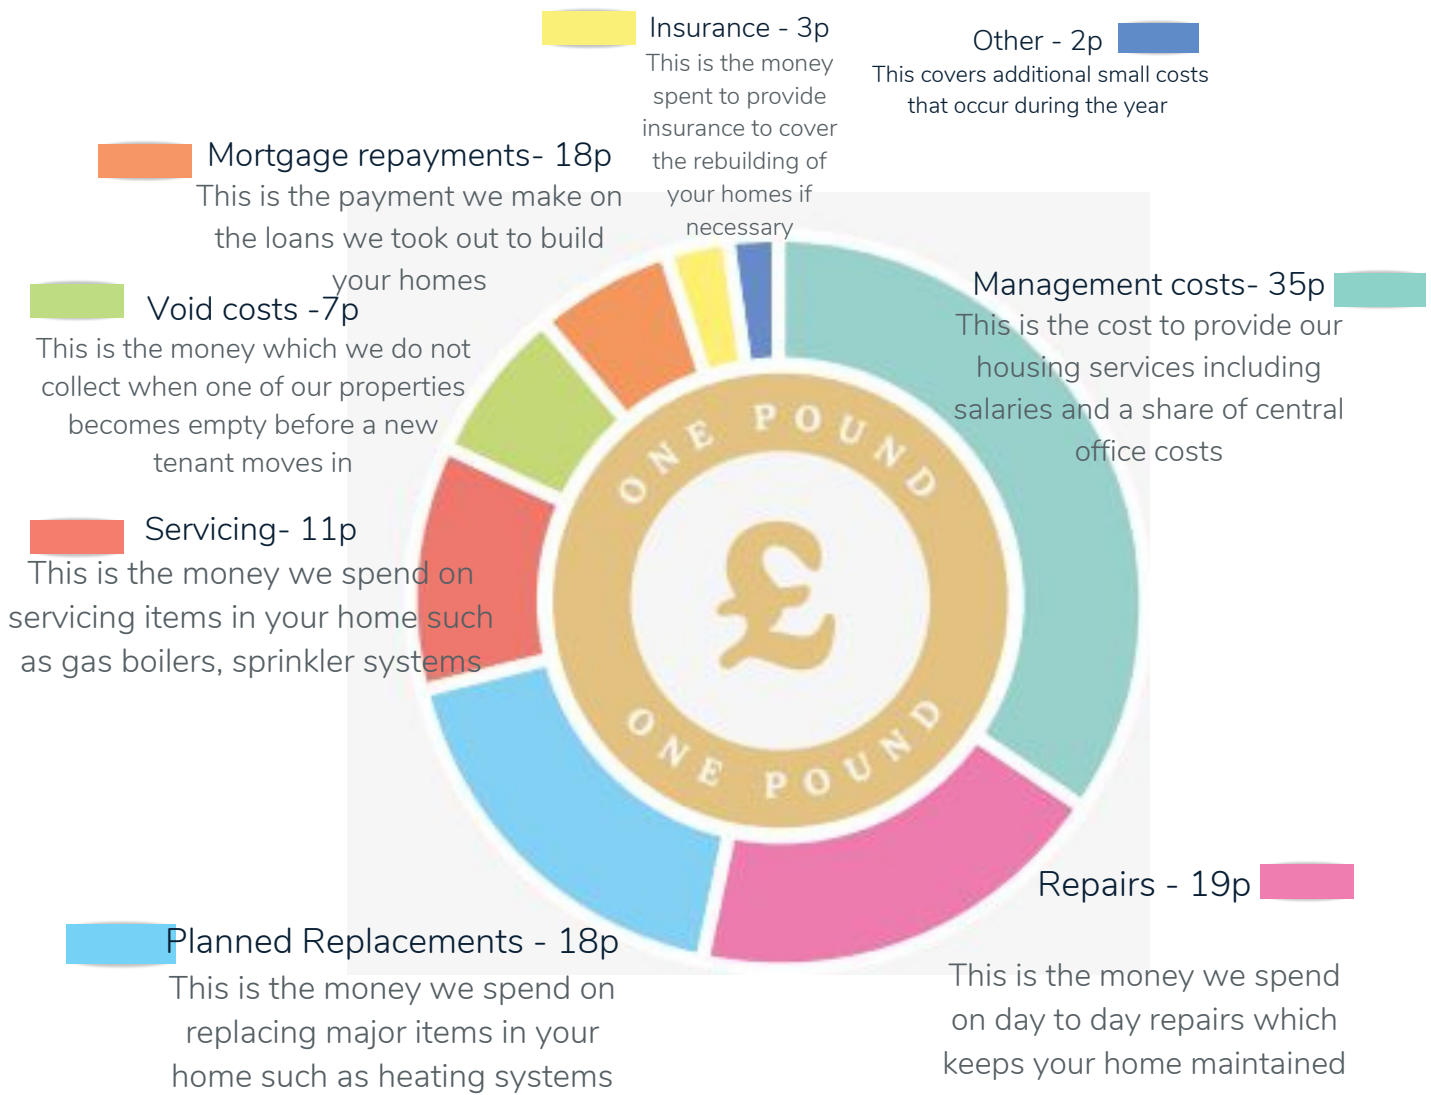 Insurance - 3p
This is the money
spent to provide
insurance to cover
the rebuilding of
your homes if
necessary
Other - 2p
This covers additional small costs
that occur during the year
Mortgage repayments- 18p
This is the payment we make on
the loans we took out to build
your homes
Void costs -7p
This is the money which we do not
collect when one of our properties
becomes empty before a new
tenant moves in
Management costs- 35p
This is the cost to provide our
housing services including
salaries and a share of central
office costs
Servicing- 11p
This is the money we spend on
servicing items in your home such
as gas boilers, sprinkler systems
ONE POUND
£
ONE POUND
Planned Replacements - 18p
This is the money we spend on
replacing major items in your
home such as heating systems
Repairs - 19p
This is the money we spend
on day to day repairs which
keeps your home maintained